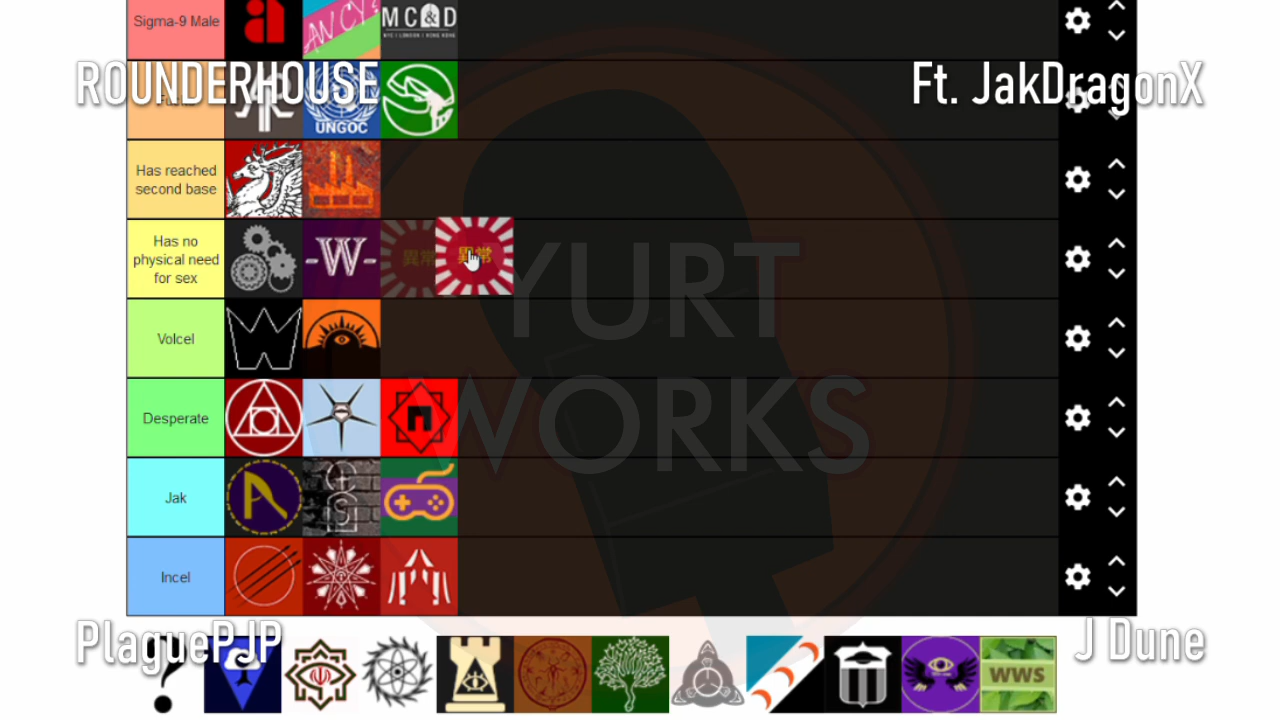 Sigma-9 Male
MC&D
NYC | LONDON | HONG KONG
ROUNDERHOUSE
Ft. JakDragonX
UNGOC
Has reached
second base
Has no
physical need
for sex
-W-
異常
異常
YURT
WORKS
Volcel
Desperate
Jak
Incel
PlaguePJP
J Dune
?
WWS